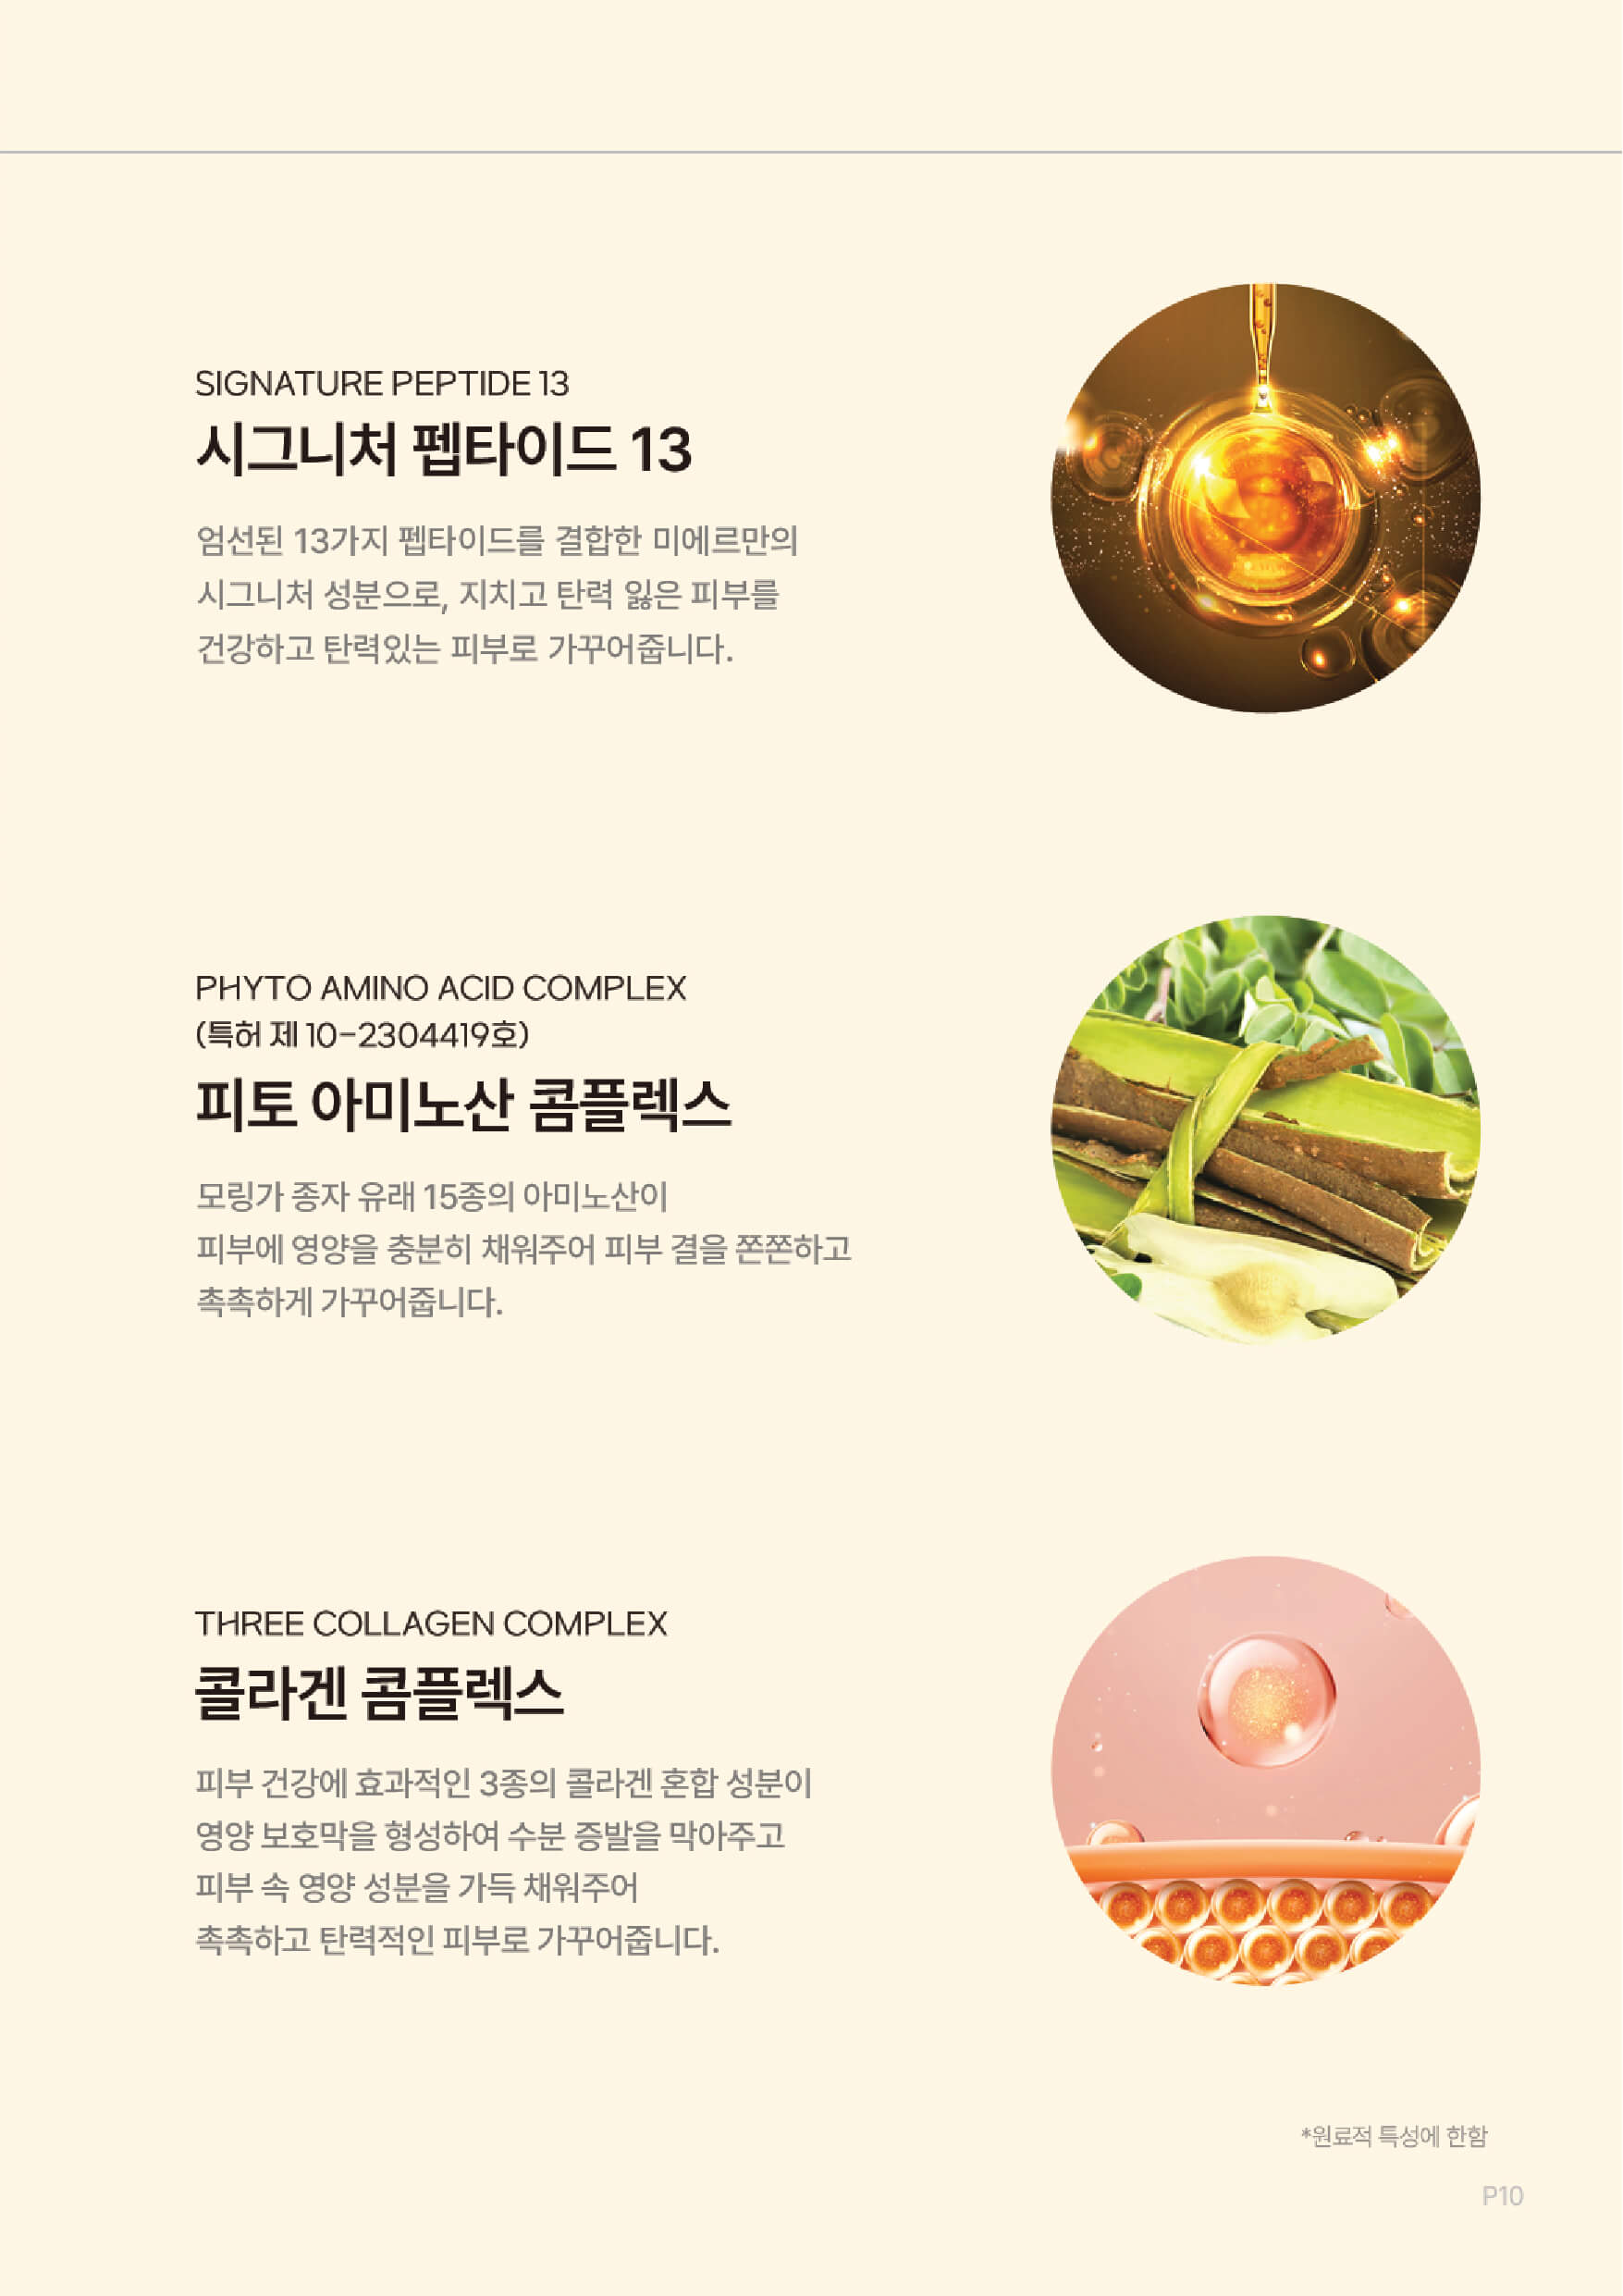 SIGNATURE PEPTIDE 13
시그니처 펩타이드 13
엄선된 13가지 펩타이드를 결합한 미에르만의
시그니처 성분으로, 지치고 탄력 잃은 피부를
건강하고 탄력있는 피부로 가꾸어줍니다.
PHYTO AMINO ACID COMPLEX
(특허 제 10-2304419호)
피토 아미노산 콤플렉스
모링가 종자 유래 15종의 아미노산이
피부에 영양을 충분히 채워주어 피부 결을 쫀쫀하고
촉촉하게 가꾸어줍니다.
THREE COLLAGEN COMPLEX
콜라겐 콤플렉스
피부 건강에 효과적인 3종의 콜라겐 혼합 성분이
영양 보호막을 형성하여 수분 증발을 막아주고
피부 속 영양 성분을 가득 채워주어
촉촉하고 탄력적인 피부로 가꾸어줍니다.
*원료적 특성에 한함
P10